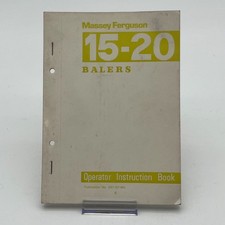 Massey Ferguson
15-20
BALERS
Operator Instruction Book